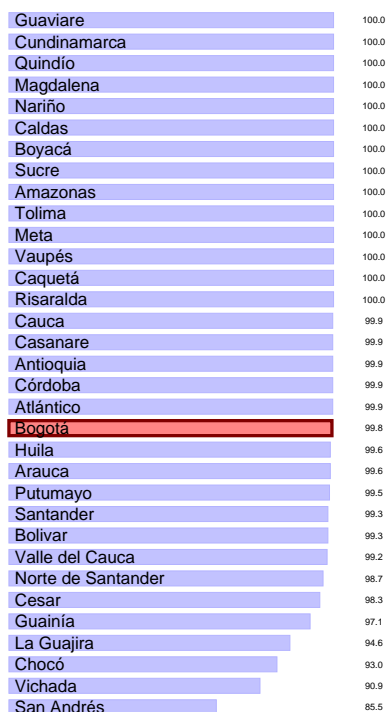 Guaviare 100.0
Cundinamarca 100.0
Quindío 100.0
Magdalena 100.0
Nariño 100.0
Caldas 100.0
Boyacá 100.0
Sucre 100.0
Amazonas 100.0
Tolima 100.0
Meta 100.0
Vaupés 100.0
Caquetá 100.0
Risaralda 100.0
Cauca 99.9
Casanare 99.9
Antioquia 99.9
Córdoba 99.9
Atlántico 99.9
Bogotá 99.8
Huila 99.6
Arauca 99.6
Putumayo 99.5
Santander 99.3
Bolivar 99.3
Valle del Cauca 99.2
Norte de Santander 98.7
Cesar 98.3
Guainía 97.1
La Guajira 94.6
Chocó 93.0
Vichada 90.9
San Andrés 85.5